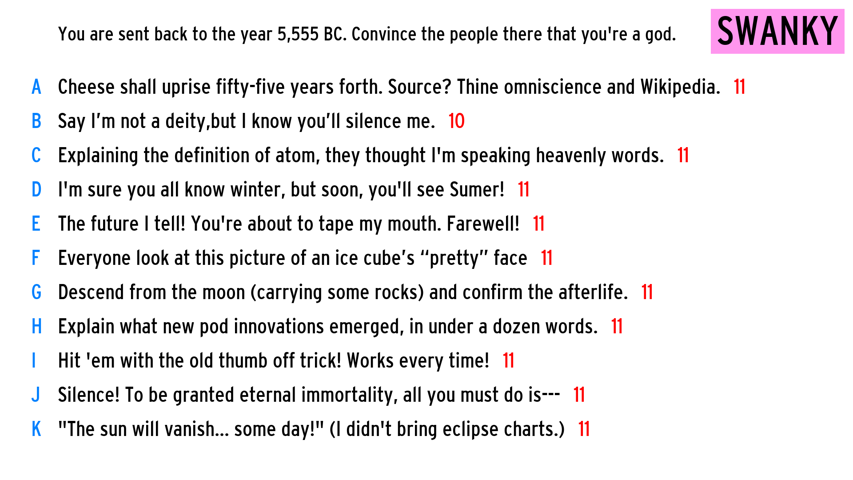 You are sent back to the year 5,555 BC. Convince the people there that you're a god.
SWANKY
A Cheese shall uprise fifty-five years forth. Source? Thine omniscience and Wikipedia. 11
B Say I’m not a deity,but I know you’ll silence me. 10
C Explaining the definition of atom, they thought I'm speaking heavenly words. 11
D I'm sure you all know winter, but soon, you'll see Sumer! 11
E The future I tell! You're about to tape my mouth. Farewell! 11
F Everyone look at this picture of an ice cube’s “pretty” face 11
G Descend from the moon (carrying some rocks) and confirm the afterlife. 11
H Explain what new pod innovations emerged, in under a dozen words. 11
I Hit 'em with the old thumb off trick! Works every time! 11
J Silence! To be granted eternal immortality, all you must do is--- 11
K "The sun will vanish... some day!" (I didn't bring eclipse charts.) 11